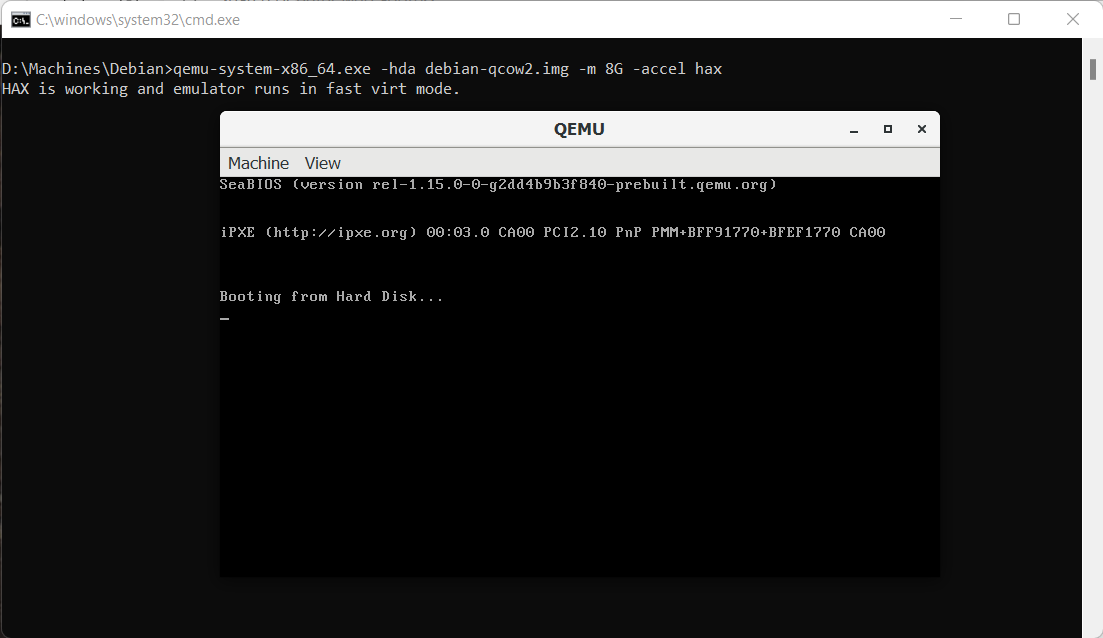 C:\windows\system32\cmd.exe
D:\Machines\Debian>qemu-system-x86_64.exe -hda debian-qcow2.img -m 8G -accel hax
HAX is working and emulator runs in fast virt mode.
QEMU
Machine View
SeaBIOS (version rel-1.15.0-0-g2dd4b9b3f840-prebuilt.qemu.org)
iPXE (http://ipxe.org) 00:03.0 CA00 PCI2.10 PnP PMM+BFF91770+BFEF1770 CA00
Booting from Hard Disk...